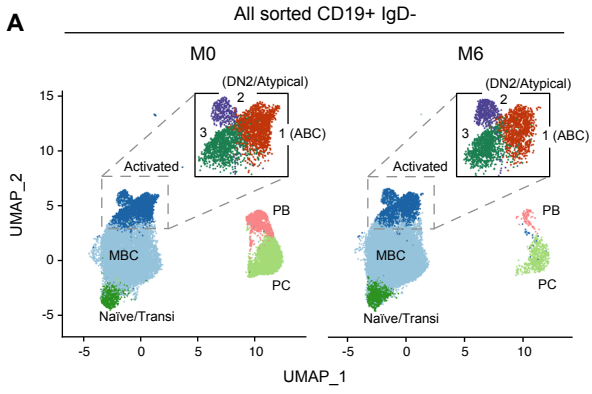 A
All sorted CD19+ IgD-
M0
M6
(DN2/Atypical)
2
3
1 (ABC)
(DN2/Atypical)
2
3
1 (ABC)
15
10
5
0
-5
UMAP_2
Activated
MBC
Naïve/Transi
PB
PC
Activated
MBC
Naïve/Transi
PB
PC
-5 0 5 10
-5 0 5 10
UMAP_1